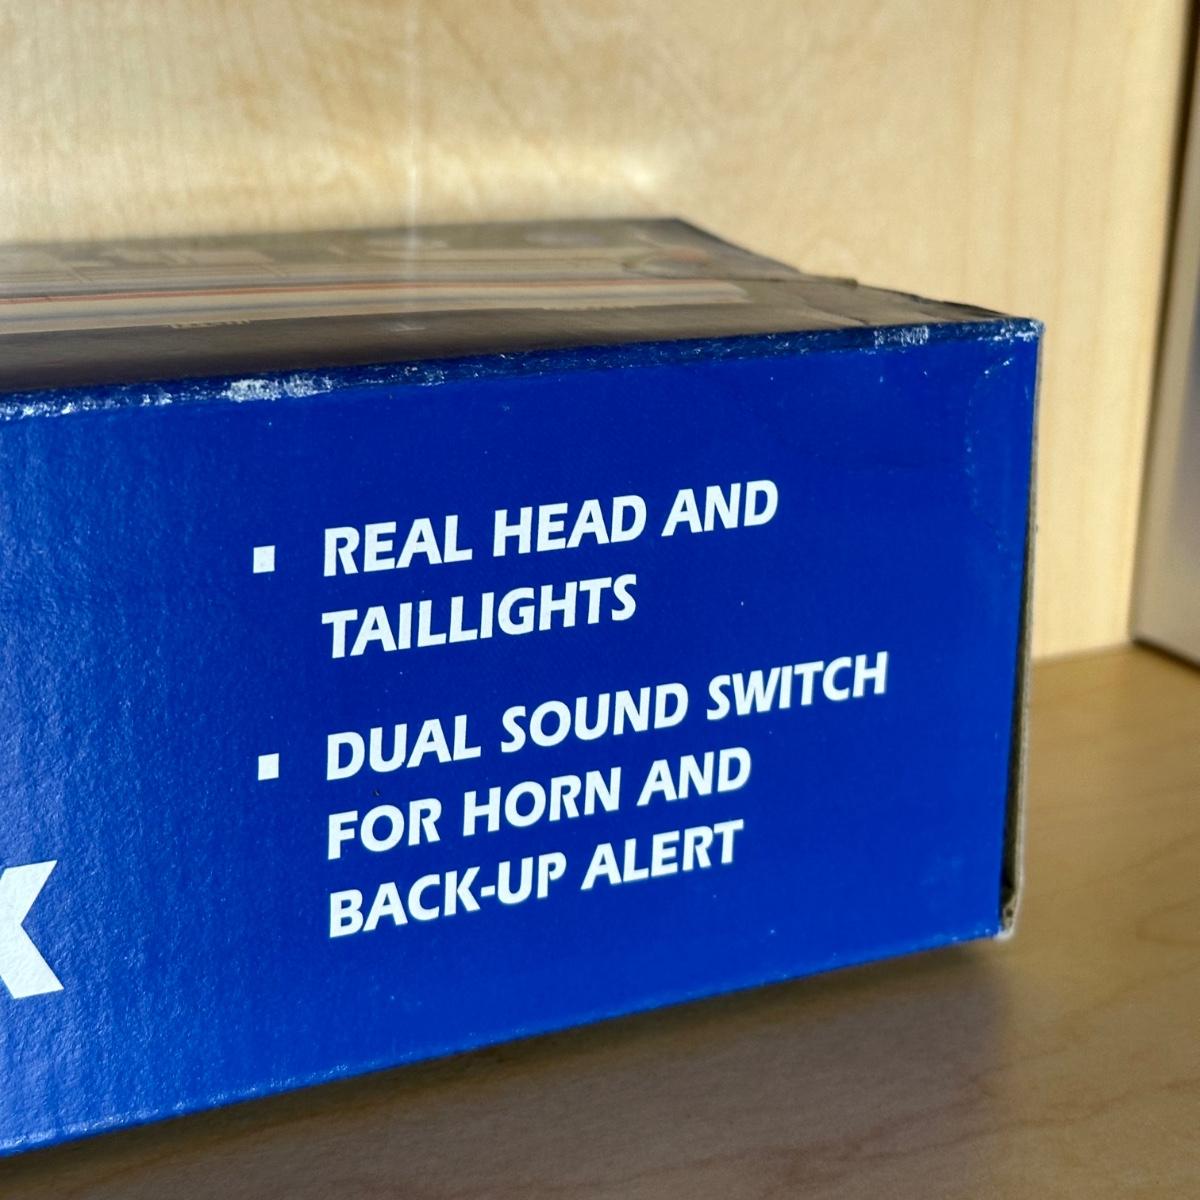 REAL HEAD AND
TAILLIGHTS
DUAL SOUND SWITCH
FOR HORN AND
BACK-UP ALERT
K